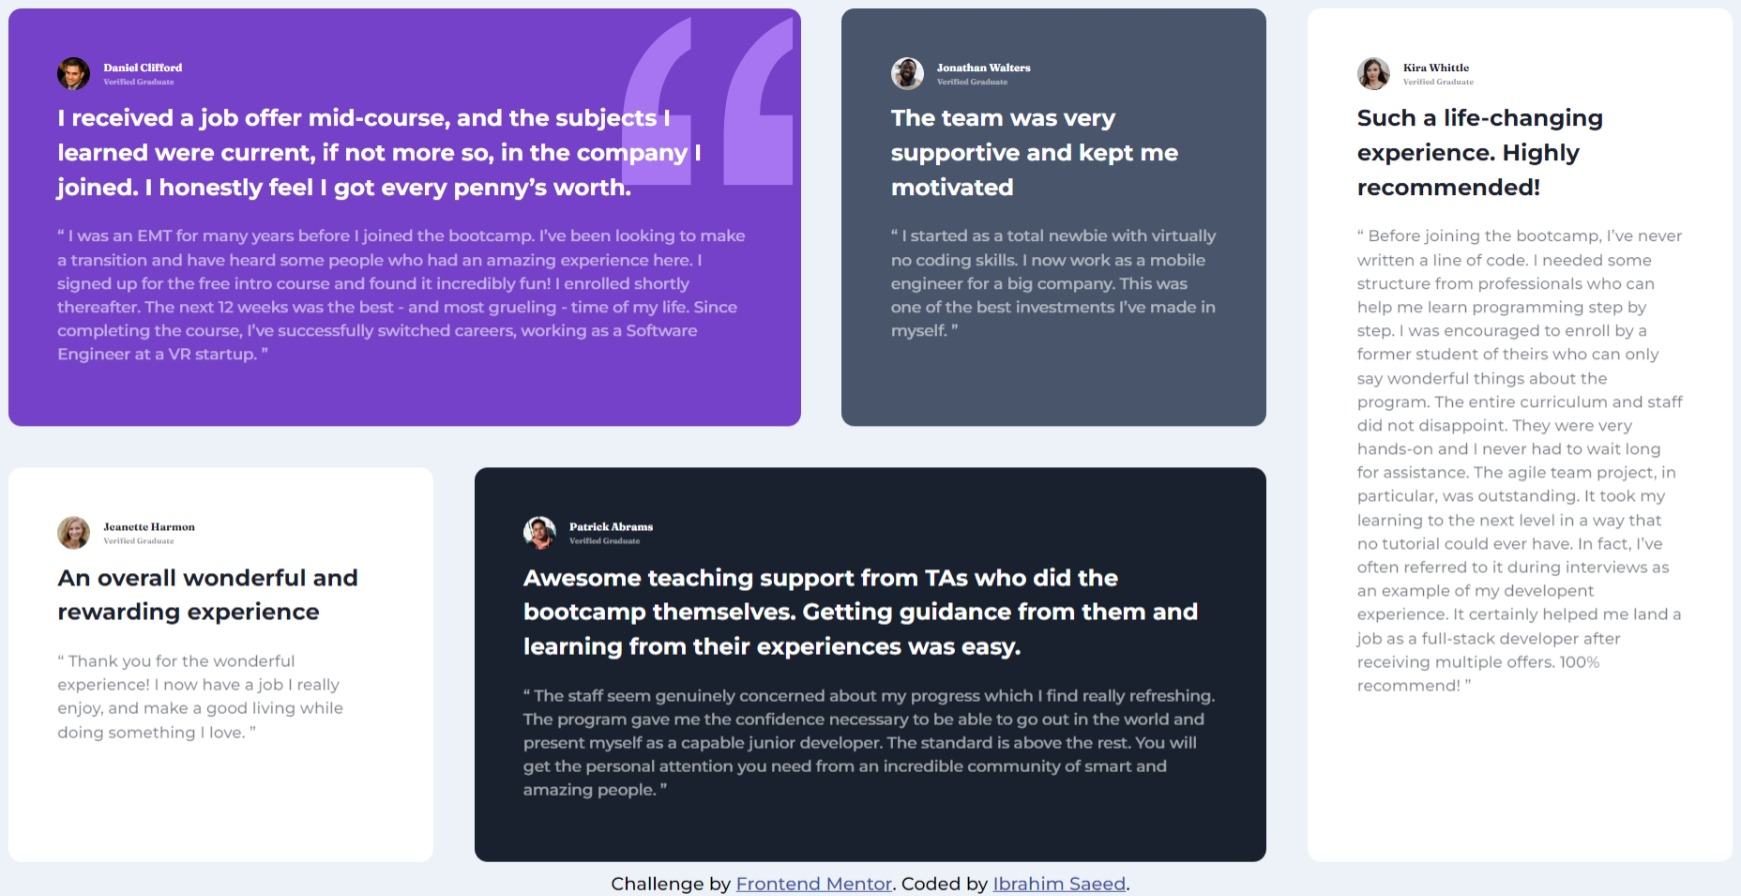 Daniel Clifford
Verified Graduate
I received a job offer mid-course, and the subjects I
learned were current, if not more so, in the company I
joined. I honestly feel I got every penny’s worth.
“ I was an EMT for many years before I joined the bootcamp. I’ve been looking to make
a transition and have heard some people who had an amazing experience here. I
signed up for the free intro course and found it incredibly fun! I enrolled shortly
thereafter. The next 12 weeks was the best - and most grueling - time of my life. Since
completing the course, I’ve successfully switched careers, working as a Software
Engineer at a VR startup. ”
Jonathan Walters
Verified Graduate
The team was very
supportive and kept me
motivated
“ I started as a total newbie with virtually
no coding skills. I now work as a mobile
engineer for a big company. This was
one of the best investments I’ve made in
myself. ”
Kira Whittle
Verified Graduate
Such a life-changing
experience. Highly
recommended!
“ Before joining the bootcamp, I’ve never
written a line of code. I needed some
structure from professionals who can
help me learn programming step by
step. I was encouraged to enroll by a
former student of theirs who can only
say wonderful things about the
program. The entire curriculum and staff
did not disappoint. They were very
hands-on and I never had to wait long
for assistance. The agile team project, in
particular, was outstanding. It took my
learning to the next level in a way that
no tutorial could ever have. In fact, I’ve
often referred to it during interviews as
an example of my developent
experience. It certainly helped me land a
job as a full-stack developer after
receiving multiple offers. 100%
recommend! ”
Jeanette Harmon
Verified Graduate
An overall wonderful and
rewarding experience
“ Thank you for the wonderful
experience! I now have a job I really
enjoy, and make a good living while
doing something I love. ”
Patrick Abrams
Verified Graduate
Awesome teaching support from TAs who did the
bootcamp themselves. Getting guidance from them and
learning from their experiences was easy.
“ The staff seem genuinely concerned about my progress which I find really refreshing.
The program gave me the confidence necessary to be able to go out in the world and
present myself as a capable junior developer. The standard is above the rest. You will
get the personal attention you need from an incredible community of smart and
amazing people. ”
Challenge by Frontend Mentor. Coded by Ibrahim Saeed.